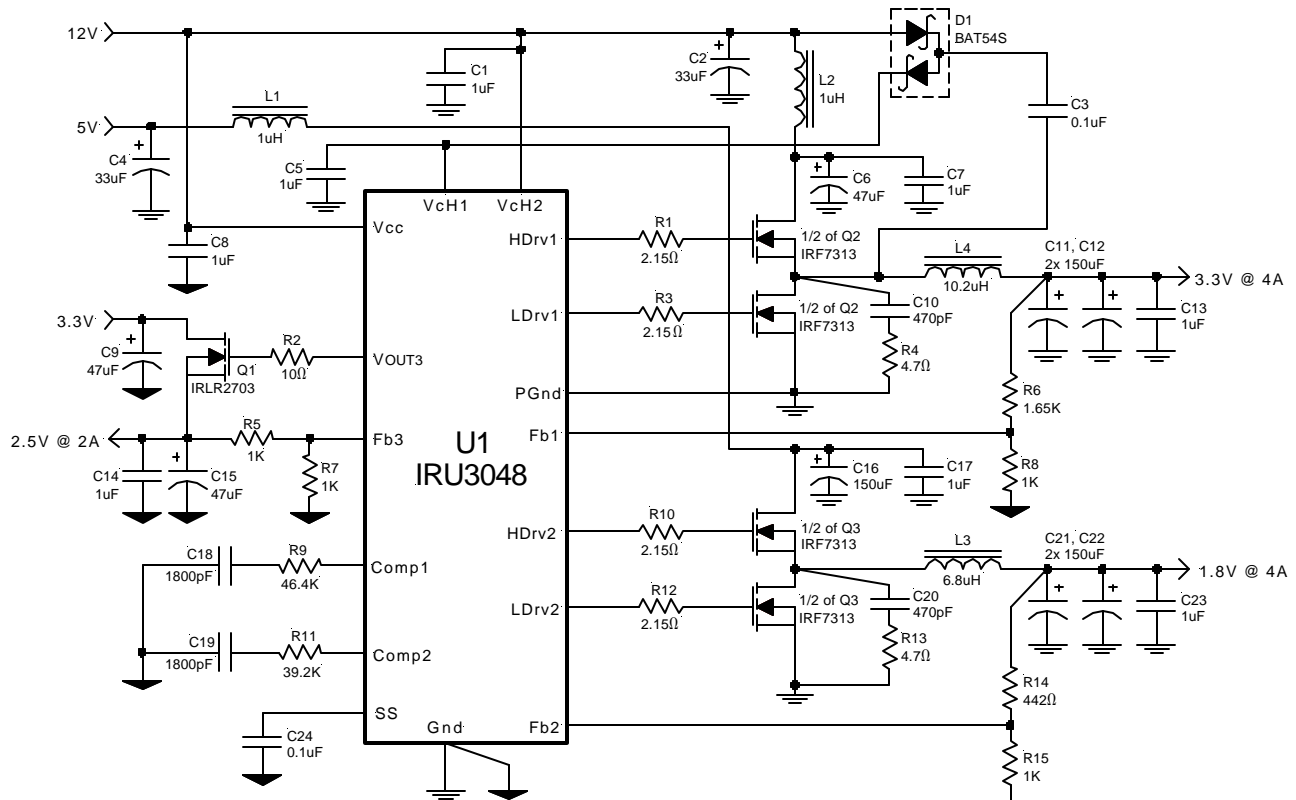 D1
BAT54S
12V
C1
1uF
C2
33uF
L2
1uH
C3
0.1uF
L1
1uH
5V
C4
33uF
C5
1uF
C6
47uF
C7
1uF
VcH1
VcH2
Vcc
C8
1uF
HDrv1
R1
2.15Ω
1/2 of Q2
IRF7313
L4
10.2uH
C11, C12
2x 150uF
3.3V @ 4A
LDrv1
R3
2.15Ω
1/2 of Q2
IRF7313
C10
470pF
C13
1uF
R4
4.7Ω
3.3V
C9
47uF
Q1
IRLR2703
R2
10Ω
VOUT3
PGnd
R6
1.65K
2.5V @ 2A
R5
1K
Fb3
Fb1
U1
IRU3048
C14
1uF
C15
47uF
R7
1K
C16
150uF
C17
1uF
R8
1K
HDrv2
R10
2.15Ω
1/2 of Q3
IRF7313
L3
6.8uH
C21, C22
2x 150uF
1.8V @ 4A
C18
1800pF
R9
46.4K
Comp1
LDrv2
R12
2.15Ω
1/2 of Q3
IRF7313
C20
470pF
C23
1uF
R13
4.7Ω
C19
1800pF
R11
39.2K
Comp2
R14
442Ω
SS
Gnd
Fb2
C24
0.1uF
R15
1K